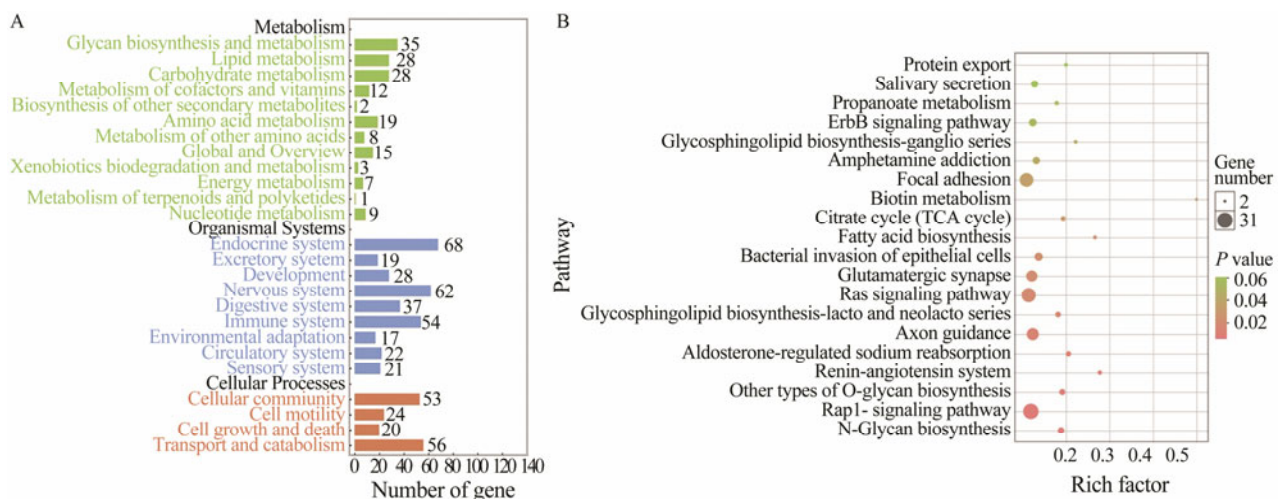 A
Metabolism
Glycan biosynthesis and metabolism 35
Lipid metabolism 28
Carbohydrate metabolism 28
Metabolism of cofactors and vitamins 12
Biosynthesis of other secondary metebolites 2
Amino acid metabolism 19
Metabolism of other amino acids 8
Global and Overview 15
Xenobiotics biodegradation and metabolism 3
Energy metabolism 7
Metabolism of terpenoids and polyketides 1
Nucleotide metabolism 9
Organismal Systems
Endocrine system 68
Excretory syetem 19
Development 28
Nervous system 62
Digestive system 37
Immune system 54
Environmental adaptation 17
Circulatory system 22
Sensory system 21
Cellular Processes
Cellular community 53
Cell motility 24
Cell growth and death 20
Transport and catabolism 56
0 20 40 60 80 100 120 140
Number of gene
B
Pathway
Protein export
Salivary secretion
Propanoate metabolism
ErbB signaling pathway
Glycosphingolipid biosynthesis-ganglio series
Amphetamine addiction
Focal adhesion
Biotin metabolism
Citrate cycle (TCA cycle)
Fatty acid biosynthesis
Bacterial invasion of epithelial cells
Glutamatergic synapse
Ras signaling pathway
Glycosphingolipid biosynthesis-lacto and neolacto series
Axon guidance
Aldosterone-regulated sodium reabsorption
Renin-angiotensin system
Other types of O-glycan biosynthesis
Rap1- signaling pathway
N-Glycan biosynthesis
0.2 0.3 0.4 0.5
Rich factor
Gene
number
2
31
P value
0.06
0.04
0.02